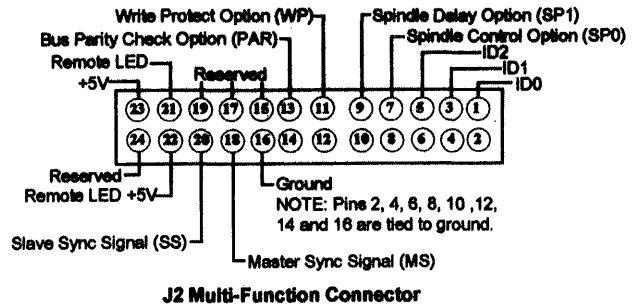 Write Protect Option (WP)
Spindle Delay Option (SP1)
Bus Parity Check Option (PAR)
Spindle Control Option (SP0)
Remote LED
Reserved
ID2
+5V
ID1
ID0
23 21 19 17 15 13 11 9 7 5 3 1
24 22 20 18 16 14 12 10 8 6 4 2
Reserved
Remote LED +5V
Ground
NOTE: Pins 2, 4, 6, 8, 10 ,12,
14 and 16 are tied to ground.
Slave Sync Signal (SS)
Master Sync Signal (MS)
J2 Multi-Function Connector